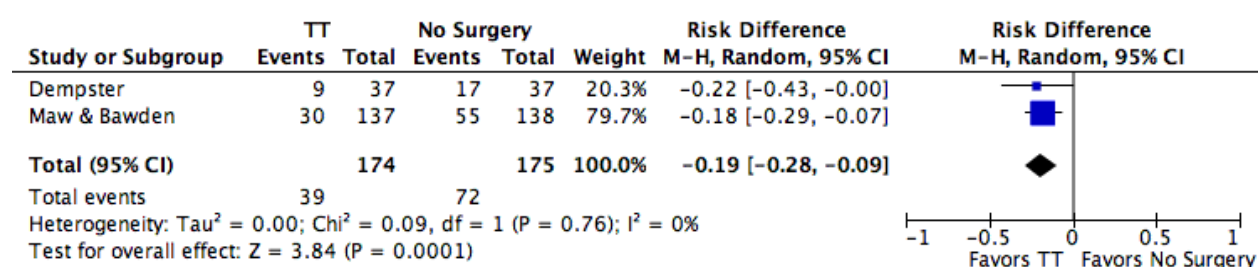 TT No Surgery Risk Difference Risk Difference
Study or Subgroup Events Total Events Total Weight M-H, Random, 95% CI M-H, Random, 95% CI
Dempster 9 37 17 37 20.3% -0.22 [-0.43, -0.00]
Maw & Bawden 30 137 55 138 79.7% -0.18 [-0.29, -0.07]
Total (95% CI) 174 175 100.0% -0.19 [-0.28, -0.09]
Total events 39 72
Heterogeneity: Tau² = 0.00; Chi² = 0.09, df = 1 (P = 0.76); I² = 0%
Test for overall effect: Z = 3.84 (P = 0.0001)
-1 -0.5 0 0.5 1
Favors TT Favors No Surgery